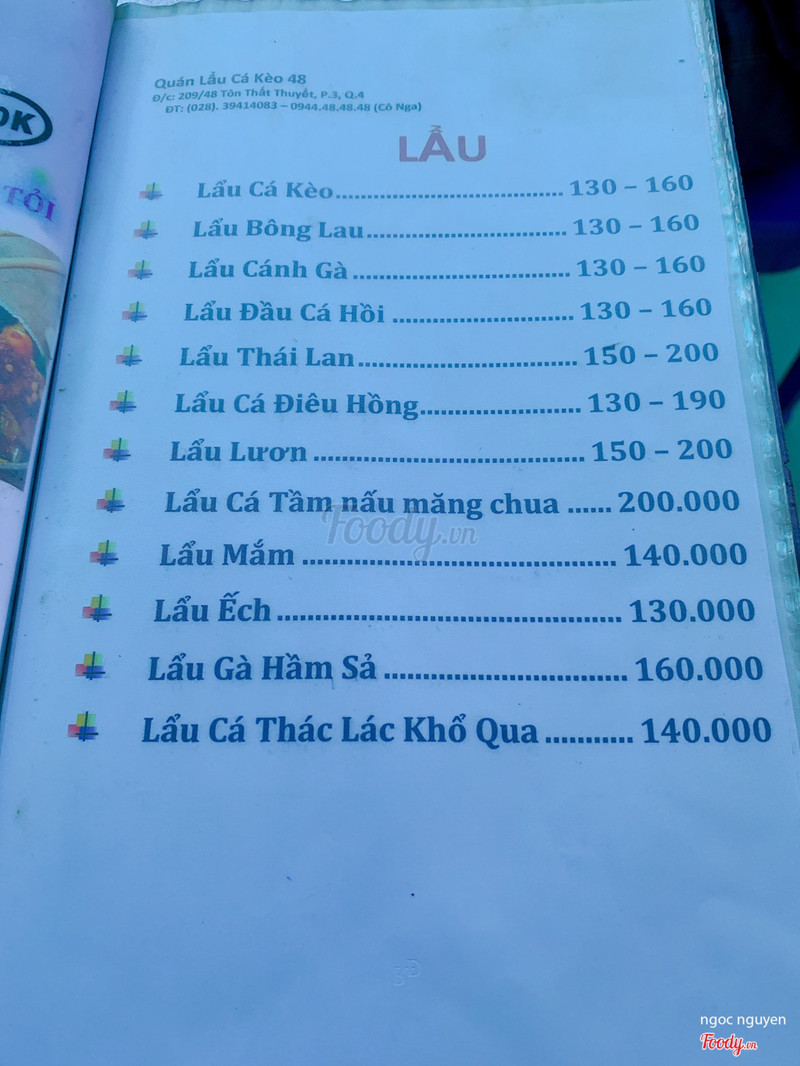 OK
TỎI
Quán Lẩu Cá Kèo 48
Đ/c: 209/48 Tôn Thất Thuyết, P.3, Q.4
ĐT: (028). 39414083 – 0944.48.48.48 (Cô Nga)
LẨU
Lẩu Cá Kèo........................................ 130 – 160
Lẩu Bông Lau................................... 130 – 160
Lẩu Cánh Gà ..................................... 130 – 160
Lẩu Đầu Cá Hồi ............................... 130 – 160
Lẩu Thái Lan..................................... 150 – 200
Lẩu Cá Điêu Hồng........................... 130 – 190
Lẩu Lươn ........................................... 150 – 200
Lẩu Cá Tầm nấu măng chua ...... 200.000
Lẩu Mắm ............................................. 140.000
Lẩu Ếch ................................................ 130.000
Lẩu Gà Hầm Sả ................................ 160.000
Lẩu Cá Thác Lác Khổ Qua ........... 140.000
Foody.vn
ngoc nguyen
Foody.vn